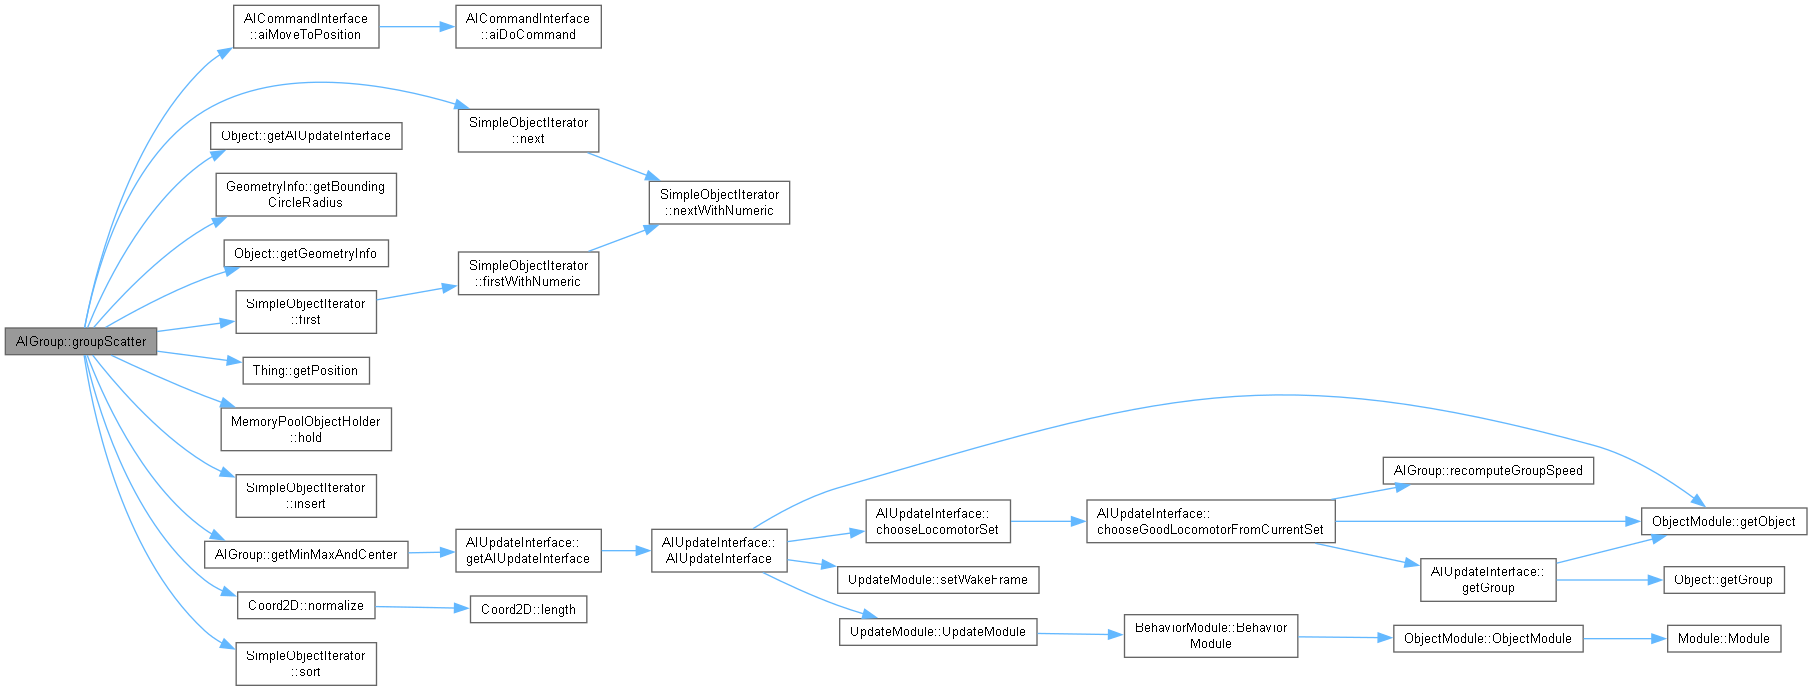 AIGroup::groupScatter
AICommandInterface
::aiMoveToPosition
AICommandInterface
::aiDoCommand
SimpleObjectIterator
::next
Object::getAIUpdateInterface
GeometryInfo::getBounding
CircleRadius
SimpleObjectIterator
::nextWithNumeric
Object::getGeometryInfo
SimpleObjectIterator
::firstWithNumeric
SimpleObjectIterator
::first
Thing::getPosition
MemoryPoolObjectHolder
::hold
SimpleObjectIterator
::insert
AIGroup::getMinMaxAndCenter
AIUpdateInterface::
getAIUpdateInterface
AIUpdateInterface::
AIUpdateInterface
AIUpdateInterface::
chooseLocomotorSet
AIUpdateInterface::
chooseGoodLocomotorFromCurrentSet
AIGroup::recomputeGroupSpeed
ObjectModule::getObject
AIUpdateInterface::
getGroup
Object::getGroup
UpdateModule::setWakeFrame
UpdateModule::UpdateModule
BehaviorModule::Behavior
Module
ObjectModule::ObjectModule
Module::Module
Coord2D::normalize
Coord2D::length
SimpleObjectIterator
::sort